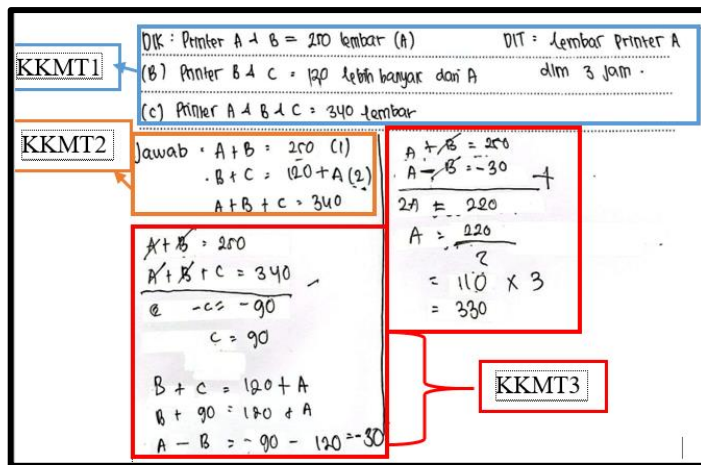 KKMT1
DIK : Printer A & B = 250 lembar (A) DIT : lembar printer A
(B) Printer B & C = 120 lebih banyak dari A dlm 3 jam.
(C) Printer A & B & C = 340 lembar
KKMT2
Jawab . A + B = 250 (1)
. B + C = 120 + A (2)
A + B + C = 340
A + B = 250
A + B + C = 340 -
-C = -90
C = 90
B + C = 120 + A
B + 90 = 120 + A
A - B = 90 - 120 = -30
A + B = 250
A - B = -30 +
2A = 220
A = 220
2
= 110 x 3
= 330
KKMT3